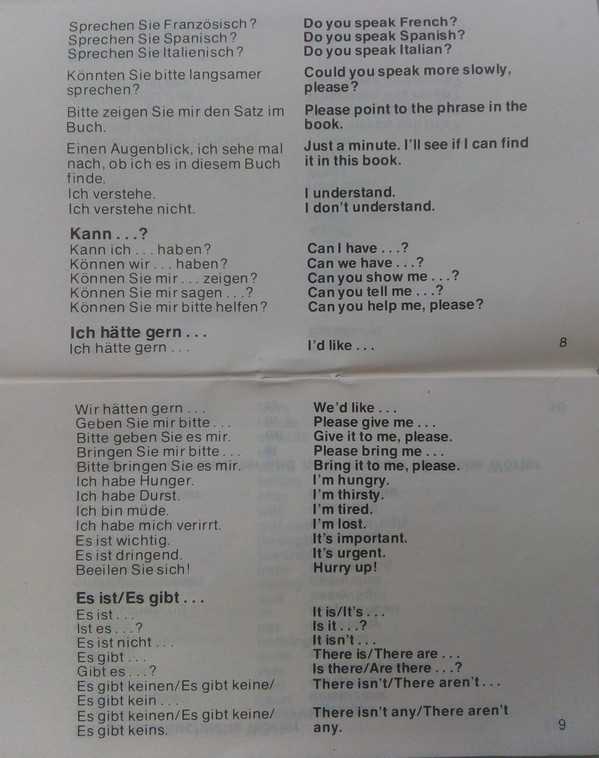 Sprechen Sie Französisch? Do you speak French?
Sprechen Sie Spanisch? Do you speak Spanish?
Sprechen Sie Italienisch? Do you speak Italian?
Könnten Sie bitte langsamer Could you speak more slowly,
sprechen? please?
Bitte zeigen Sie mir den Satz im Please point to the phrase in the
Buch. book.
Einen Augenblick, ich sehe mal Just a minute. I'll see if I can find
nach, ob ich es in diesem Buch it in this book.
finde.
Ich verstehe. I understand.
Ich verstehe nicht. I don't understand.
Kann . . .?
Kann ich . . . haben? Can I have . . .?
Können wir . . . haben? Can we have . . .?
Können Sie mir . . . zeigen? Can you show me . . .?
Können Sie mir sagen . . .? Can you tell me . . .?
Können Sie mir bitte helfen? Can you help me, please?
Ich hätte gern . . .
Ich hätte gern . . . I'd like . . . 8
Wir hätten gern . . . We'd like . . .
Geben Sie mir bitte . . . Please give me . . .
Bitte geben Sie es mir. Give it to me, please.
Bringen Sie mir bitte . . . Please bring me . . .
Bitte bringen Sie es mir. Bring it to me, please.
Ich habe Hunger. I'm hungry.
Ich habe Durst. I'm thirsty.
Ich bin müde. I'm tired.
Ich habe mich verirrt. I'm lost.
Es ist wichtig. It's important.
Es ist dringend. It's urgent.
Beeilen Sie sich! Hurry up!
Es ist/Es gibt . . .
Es ist . . . It is/It's . . .
Ist es . . .? Is it . . .?
Es ist nicht . . . It isn't . . .
Es gibt . . . There is/There are . . .
Gibt es . . .? Is there/Are there . . .?
Es gibt keinen/Es gibt keine/ There isn't/There aren't . . .
Es gibt kein . . .
Es gibt keinen/Es gibt keine/ There isn't any/There aren't
Es gibt keins. any. 9